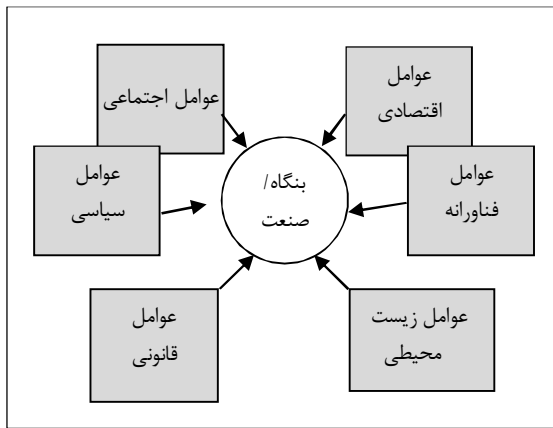 عوامل
اقتصادی
عوامل اجتماعی
عوامل
فناورانه
بنگاه/
صنعت
عوامل
سیاسی
عوامل زیست
محیطی
عوامل
قانونی